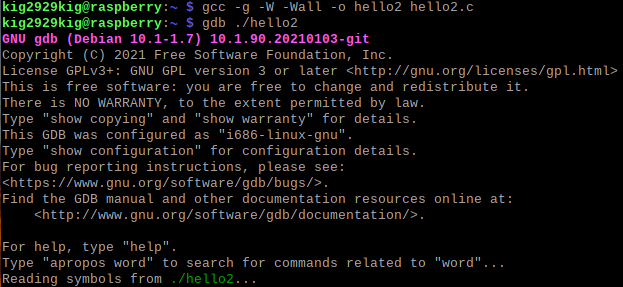 kig2929kig@raspberry:~ $ gcc -g -W -Wall -o hello2 hello2.c
kig2929kig@raspberry:~ $ gdb ./hello2
GNU gdb (Debian 10.1-1.7) 10.1.90.20210103-git
Copyright (C) 2021 Free Software Foundation, Inc.
License GPLv3+: GNU GPL version 3 or later <http://gnu.org/licenses/gpl.html>
This is free software: you are free to change and redistribute it.
There is NO WARRANTY, to the extent permitted by law.
Type "show copying" and "show warranty" for details.
This GDB was configured as "i686-linux-gnu".
Type "show configuration" for configuration details.
For bug reporting instructions, please see:
<https://www.gnu.org/software/gdb/bugs/>.
Find the GDB manual and other documentation resources online at:
    <http://www.gnu.org/software/gdb/documentation/>.

For help, type "help".
Type "apropos word" to search for commands related to "word"...
Reading symbols from ./hello2...